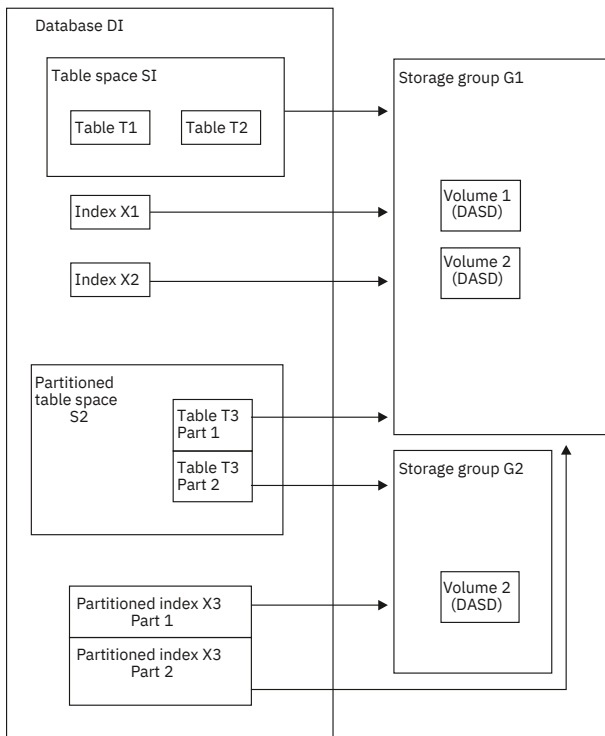 Database DI
Table space SI
Table T1
Table T2
Index X1
Index X2
Partitioned
table space
S2
Table T3
Part 1
Table T3
Part 2
Partitioned index X3
Part 1
Partitioned index X3
Part 2
Storage group G1
Volume 1
(DASD)
Volume 2
(DASD)
Storage group G2
Volume 2
(DASD)